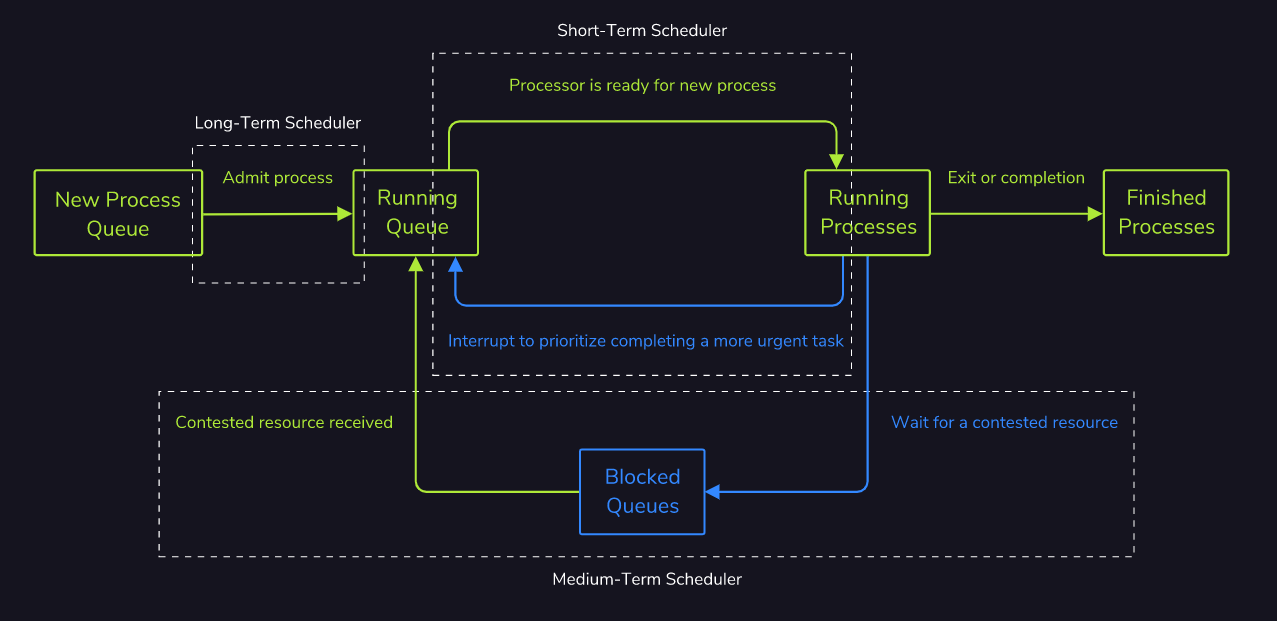 Short-Term Scheduler
Processor is ready for new process
Long-Term Scheduler
Admit process
New Process
Queue
Running
Queue
Running
Processes
Exit or completion
Finished
Processes
Interrupt to prioritize completing a more urgent task
Contested resource received
Wait for a contested resource
Blocked
Queues
Medium-Term Scheduler